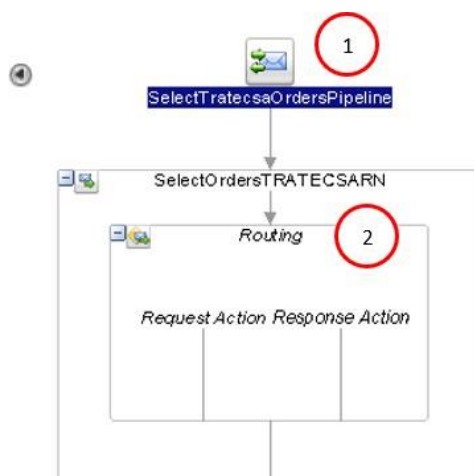 1
SelectTratecsaOrdersPipeline
SelectOrdersTRATECSARN
Routing
2
Request Action Response Action